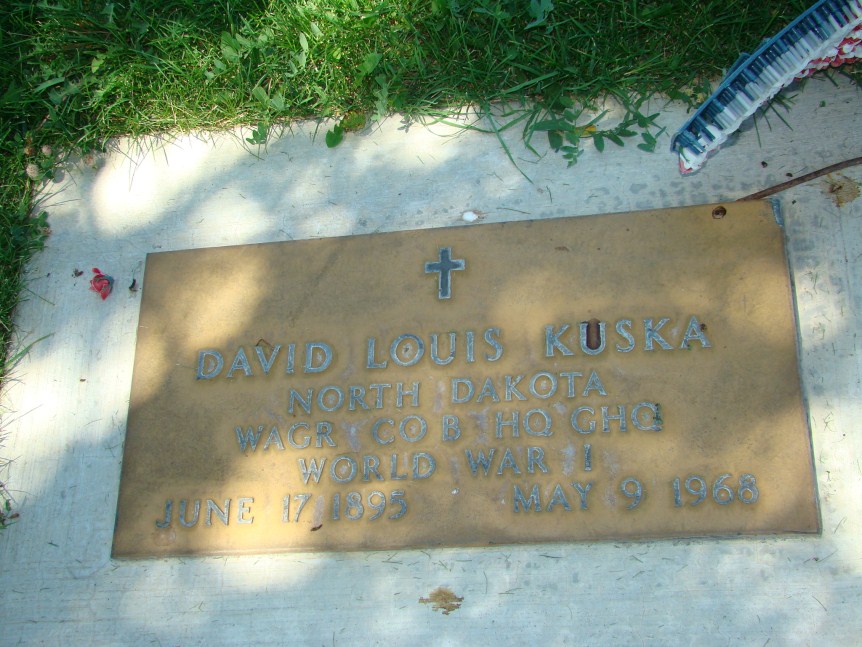 DAVID LOUIS KUSKA
NORTH DAKOTA
WAGR CO B HQ GHQ
WORLD WAR I
JUNE 17 1895 MAY 9 1968